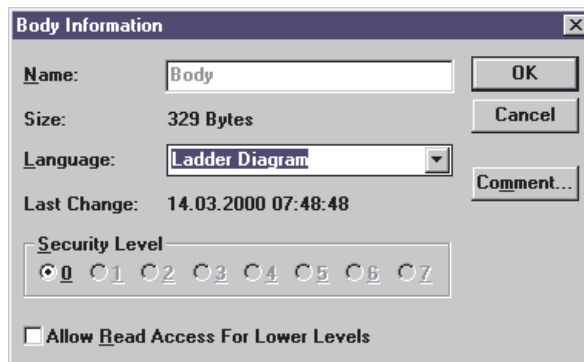 Body Information
Name: Body OK
Size: 329 Bytes Cancel
Language: Ladder Diagram
Comment...
Last Change: 14.03.2000 07:48:48
Security Level
0 1 2 3 4 5 6 7
Allow Read Access For Lower Levels